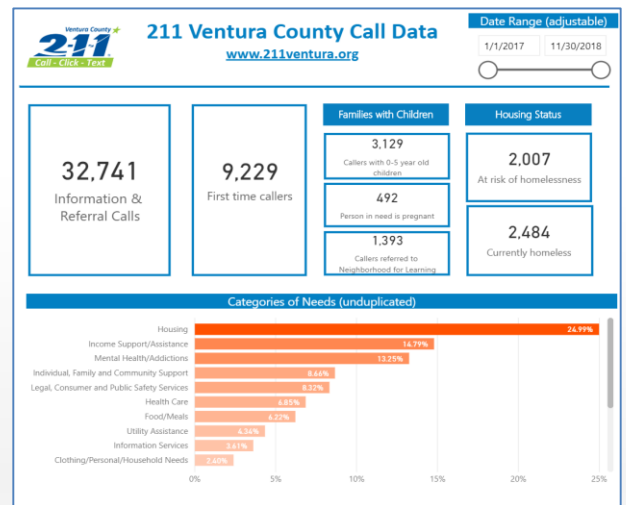 Ventura County
2-1-1
Call - Click - Text
211 Ventura County Call Data
www.211ventura.org
Date Range (adjustable)
1/1/2017
11/30/2018
32,741
Information &
Referral Calls
9,229
First time callers
Families with Children
3,129
Callers with 0-5 year old
children
492
Person in need is pregnant
1,393
Callers referred to
Neighborhood for Learning
Housing Status
2,007
At risk of homelessness
2,484
Currently homeless
Categories of Needs (unduplicated)
Housing 24.99%
Income Support/Assistance 14.79%
Mental Health/Addictions 13.25%
Individual, Family and Community Support 8.66%
Legal, Consumer and Public Safety Services 8.32%
Health Care 6.85%
Food/Meals 6.22%
Utility Assistance 4.36%
Information Services 3.61%
Clothing/Personal/Household Needs 2.40%
0% 5% 10% 15% 20% 25%